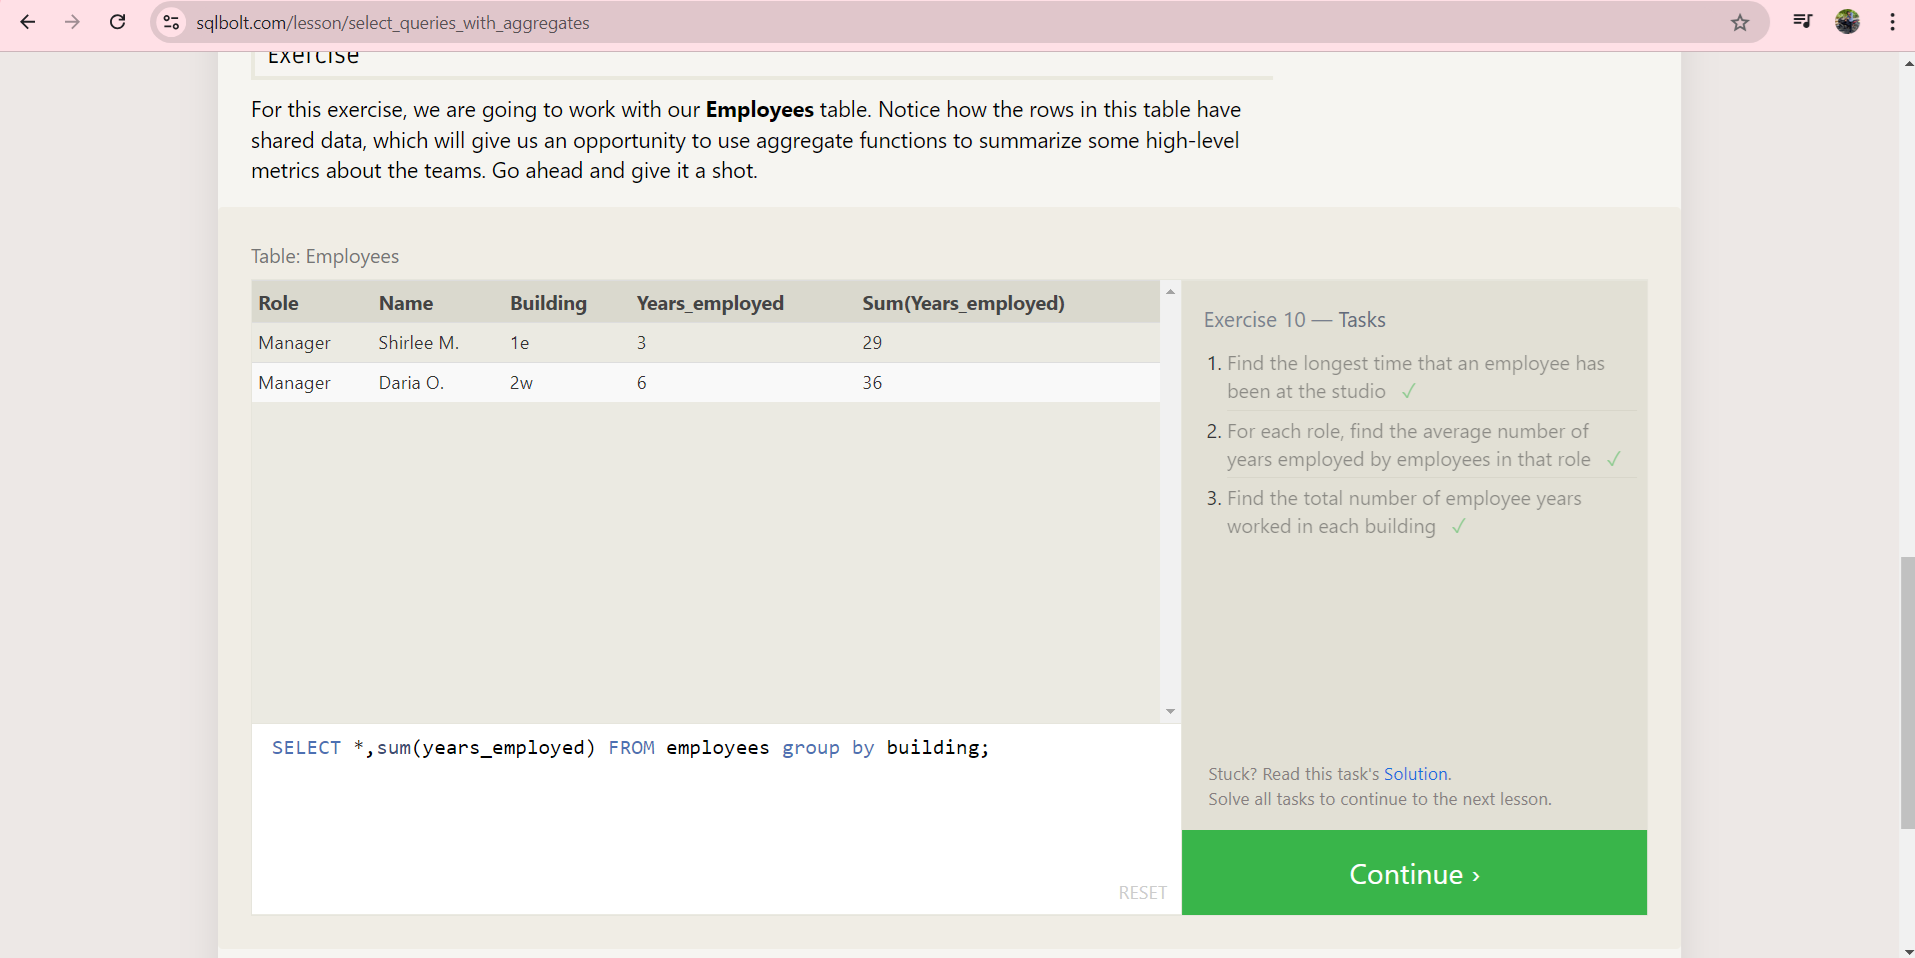 sqlbolt.com/lesson/select_queries_with_aggregates
Exercise
For this exercise, we are going to work with our Employees table. Notice how the rows in this table have
shared data, which will give us an opportunity to use aggregate functions to summarize some high-level
metrics about the teams. Go ahead and give it a shot.
Table: Employees
Role Name Building Years_employed Sum(Years_employed)
Manager Shirlee M. 1e 3 29
Manager Daria O. 2w 6 36
SELECT *,sum(years_employed) FROM employees group by building;
RESET
Exercise 10 — Tasks
1. Find the longest time that an employee has
been at the studio ✓
2. For each role, find the average number of
years employed by employees in that role ✓
3. Find the total number of employee years
worked in each building ✓
Stuck? Read this task's Solution.
Solve all tasks to continue to the next lesson.
Continue ›